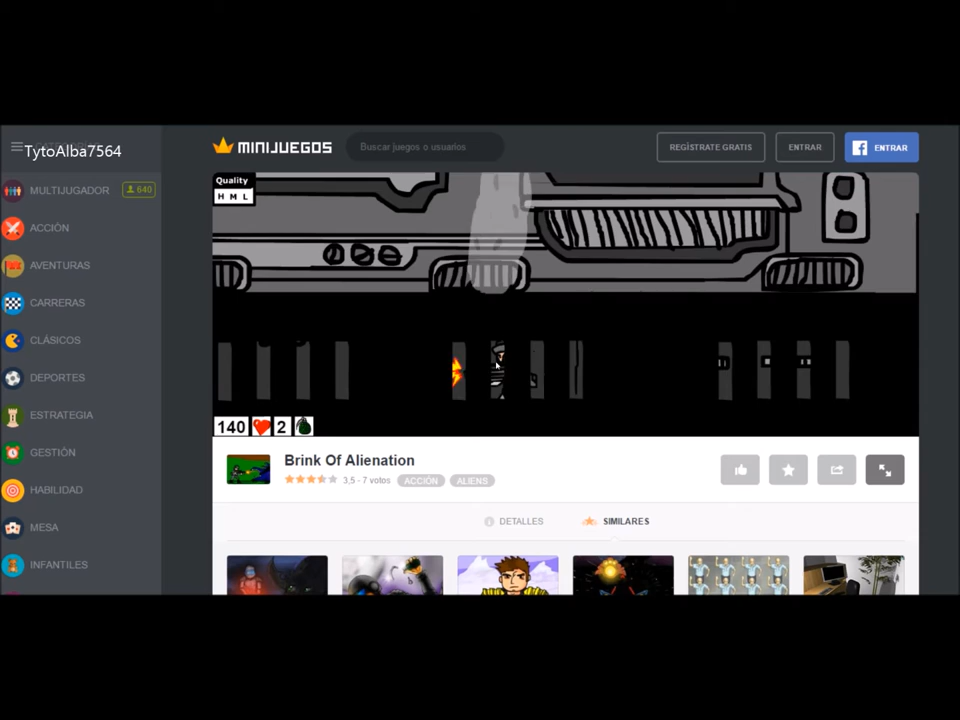 TytoAlba7564
MINIJUEGOS
Buscar juegos o usuarios
REGÍSTRATE GRATIS
ENTRAR
ENTRAR
MULTIJUGADOR
640
ACCIÓN
AVENTURAS
CARRERAS
CLÁSICOS
DEPORTES
ESTRATEGIA
GESTIÓN
HABILIDAD
MESA
INFANTILES
Quality
H M L
140
2
Brink Of Alienation
3,5 - 7 votos
ACCIÓN
ALIENS
DETALLES
SIMILARES